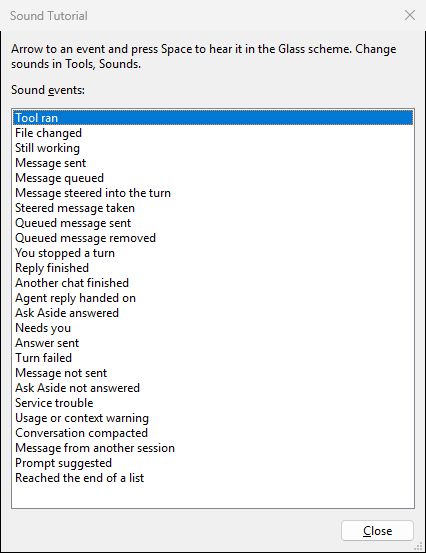 Sound Tutorial
Arrow to an event and press Space to hear it in the Glass scheme. Change
sounds in Tools, Sounds.
Sound events:
Tool ran
File changed
Still working
Message sent
Message queued
Message steered into the turn
Steered message taken
Queued message sent
Queued message removed
You stopped a turn
Reply finished
Another chat finished
Agent reply handed on
Ask Aside answered
Needs you
Answer sent
Turn failed
Message not sent
Ask Aside not answered
Service trouble
Usage or context warning
Conversation compacted
Message from another session
Prompt suggested
Reached the end of a list
Close